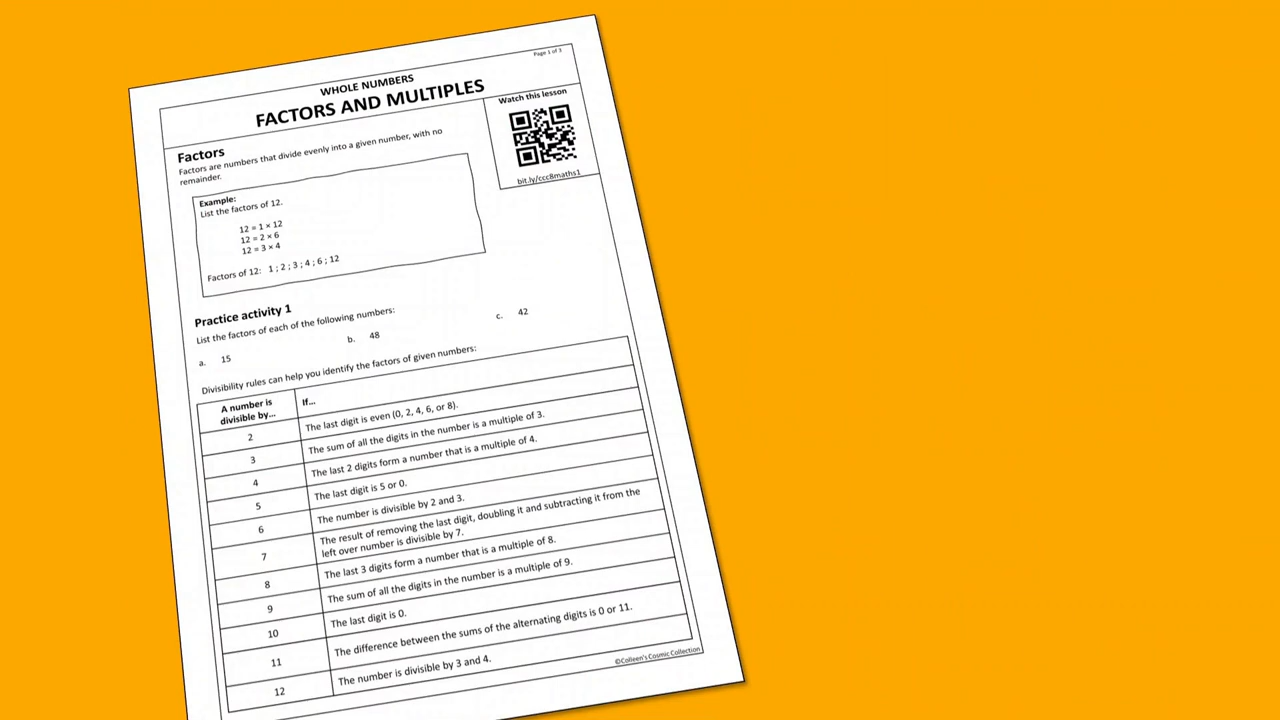 Page 1 of 3
WHOLE NUMBERS
FACTORS AND MULTIPLES
Watch this lesson
bit.ly/ccc8maths1
Factors
Factors are numbers that divide evenly into a given number, with no
remainder.
Example:
List the factors of 12.
12 = 1 × 12
12 = 2 × 6
12 = 3 × 4
Factors of 12: 1 ; 2 ; 3 ; 4 ; 6 ; 12
Practice activity 1
List the factors of each of the following numbers:
a. 15 b. 48 c. 42
Divisibility rules can help you identify the factors of given numbers:
A number is
divisible by...
If...
2 The last digit is even (0, 2, 4, 6, or 8).
3 The sum of all the digits in the number is a multiple of 3.
4 The last 2 digits form a number that is a multiple of 4.
5 The last digit is 5 or 0.
6 The number is divisible by 2 and 3.
7 The result of removing the last digit, doubling it and subtracting it from the
left over number is divisible by 7.
8 The last 3 digits form a number that is a multiple of 8.
9 The sum of all the digits in the number is a multiple of 9.
10 The last digit is 0.
11 The difference between the sums of the alternating digits is 0 or 11.
12 The number is divisible by 3 and 4.
©Colleen's Cosmic Collection